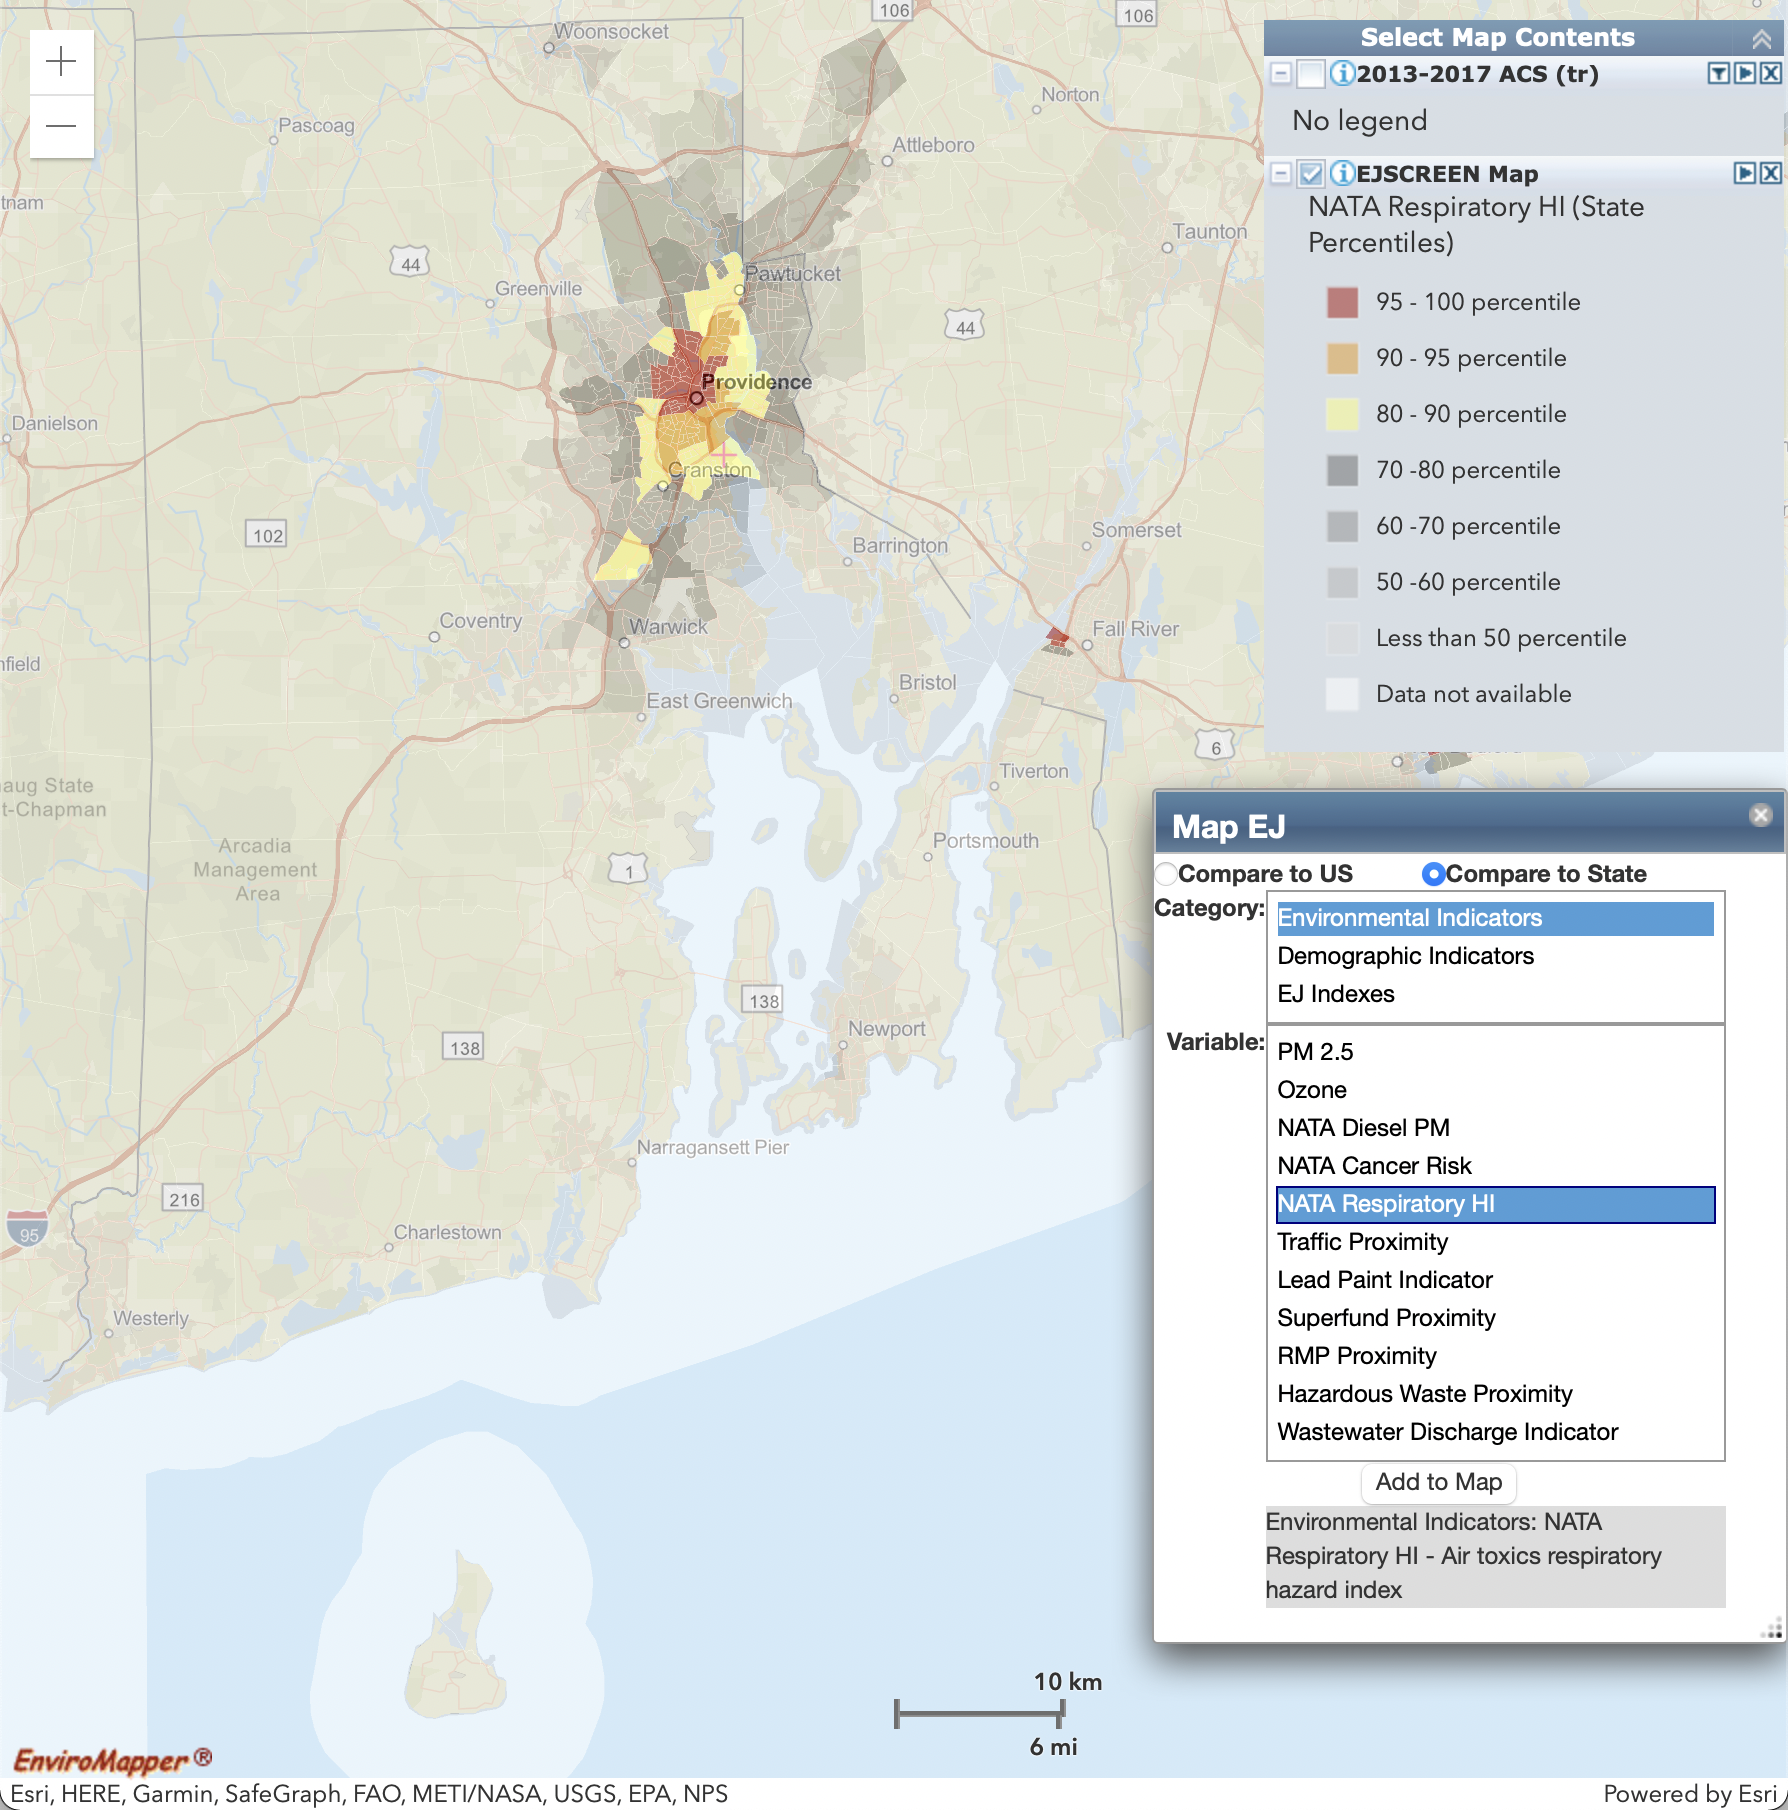 106
106
Woonsocket
Pascoag
Norton
Attleboro
tnam
44
Taunton
Greenville
Pawtucket
44
Providence
Danielson
Cranston
102
Somerset
Barrington
Coventry
Warwick
Fall River
nfield
Bristol
East Greenwich
6
Tiverton
aug State
t-Chapman
Arcadia
Management
Area
Portsmouth
1
138
Newport
138
Narragansett Pier
216
95
Charlestown
Westerly
Select Map Contents
2013-2017 ACS (tr)
No legend
EJSCREEN Map
NATA Respiratory HI (State
Percentiles)
95 - 100 percentile
90 - 95 percentile
80 - 90 percentile
70 -80 percentile
60 -70 percentile
50 -60 percentile
Less than 50 percentile
Data not available
Map EJ
Compare to US
Compare to State
Category:
Environmental Indicators
Demographic Indicators
EJ Indexes
Variable:
PM 2.5
Ozone
NATA Diesel PM
NATA Cancer Risk
NATA Respiratory HI
Traffic Proximity
Lead Paint Indicator
Superfund Proximity
RMP Proximity
Hazardous Waste Proximity
Wastewater Discharge Indicator
Add to Map
Environmental Indicators: NATA
Respiratory HI - Air toxics respiratory
hazard index
10 km
6 mi
EnviroMapper ®
Esri, HERE, Garmin, SafeGraph, FAO, METI/NASA, USGS, EPA, NPS
Powered by Esri